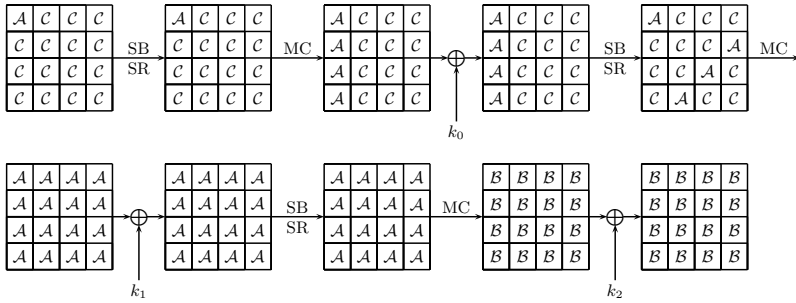 𝒜 𝒞 𝒞 𝒞 𝒜 𝒞 𝒞 𝒞 𝒜 𝒞 𝒞 𝒞 𝒜 𝒞 𝒞 𝒞 𝒜 𝒞 𝒞 𝒞
𝒞 𝒞 𝒞 𝒞 SB 𝒞 𝒞 𝒞 𝒞 MC 𝒜 𝒞 𝒞 𝒞 𝒜 𝒞 𝒞 𝒞 SB 𝒞 𝒞 𝒞 𝒜 MC
𝒞 𝒞 𝒞 𝒞 SR 𝒞 𝒞 𝒞 𝒞 𝒜 𝒞 𝒞 𝒞 𝒜 𝒞 𝒞 𝒞 SR 𝒞 𝒞 𝒜 𝒞
𝒞 𝒞 𝒞 𝒞 𝒞 𝒞 𝒞 𝒞 𝒜 𝒞 𝒞 𝒞 k₀ 𝒜 𝒞 𝒞 𝒞 𝒞 𝒜 𝒞 𝒞
𝒜 𝒜 𝒜 𝒜 𝒜 𝒜 𝒜 𝒜 𝒜 𝒜 𝒜 𝒜 ℬ ℬ ℬ ℬ ℬ ℬ ℬ ℬ
𝒜 𝒜 𝒜 𝒜 𝒜 𝒜 𝒜 𝒜 SB 𝒜 𝒜 𝒜 𝒜 MC ℬ ℬ ℬ ℬ ℬ ℬ ℬ ℬ
𝒜 𝒜 𝒜 𝒜 𝒜 𝒜 𝒜 𝒜 SR 𝒜 𝒜 𝒜 𝒜 ℬ ℬ ℬ ℬ ℬ ℬ ℬ ℬ
𝒜 𝒜 𝒜 𝒜 𝒜 𝒜 𝒜 𝒜 𝒜 𝒜 𝒜 𝒜 ℬ ℬ ℬ ℬ ℬ ℬ ℬ ℬ
k₁ k₂